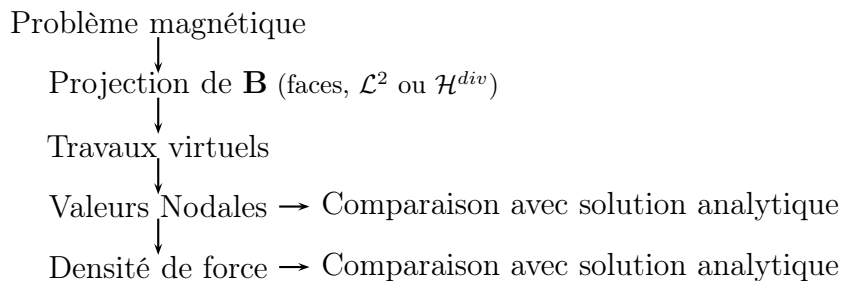 Problème magnétique
Projection de B (faces, ℒ² ou ℋᵈⁱᵛ)
Travaux virtuels
Valeurs Nodales → Comparaison avec solution analytique
Densité de force → Comparaison avec solution analytique